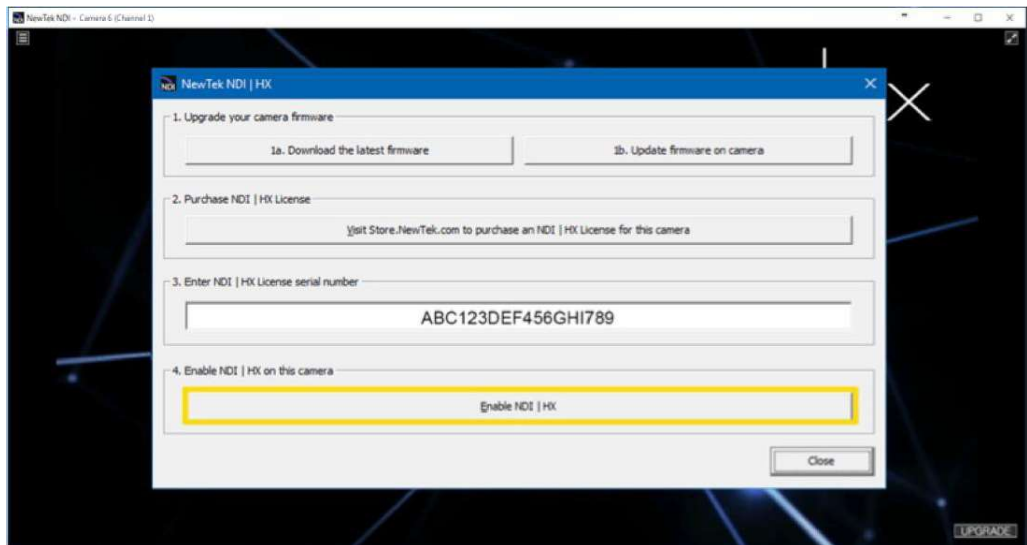 NewTek NDI - Camera 6 (Channel 1)
X
NDI NewTek NDI | HX
1. Upgrade your camera firmware
1a. Download the latest firmware
1b. Update firmware on camera
2. Purchase NDI | HX License
Visit Store.NewTek.com to purchase an NDI | HX License for this camera
3. Enter NDI | HX License serial number
ABC123DEF456GHI789
4. Enable NDI | HX on this camera
Enable NDI | HX
Close
UPGRADE